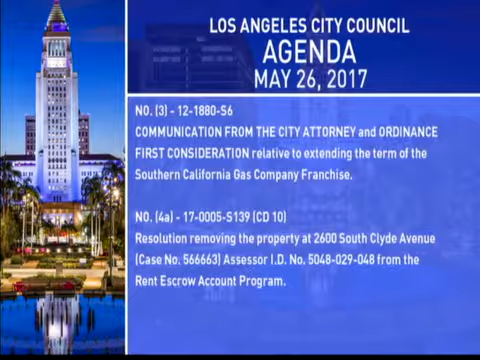 LOS ANGELES CITY COUNCIL
AGENDA
MAY 26, 2017
NO. (3) - 12-1880-S6
COMMUNICATION FROM THE CITY ATTORNEY and ORDINANCE
FIRST CONSIDERATION relative to extending the term of the
Southern California Gas Company Franchise.
NO. (4a) - 17-0005-S139 (CD 10)
Resolution removing the property at 2600 South Clyde Avenue
(Case No. 566663) Assessor I.D. No. 5048-029-048 from the
Rent Escrow Account Program.